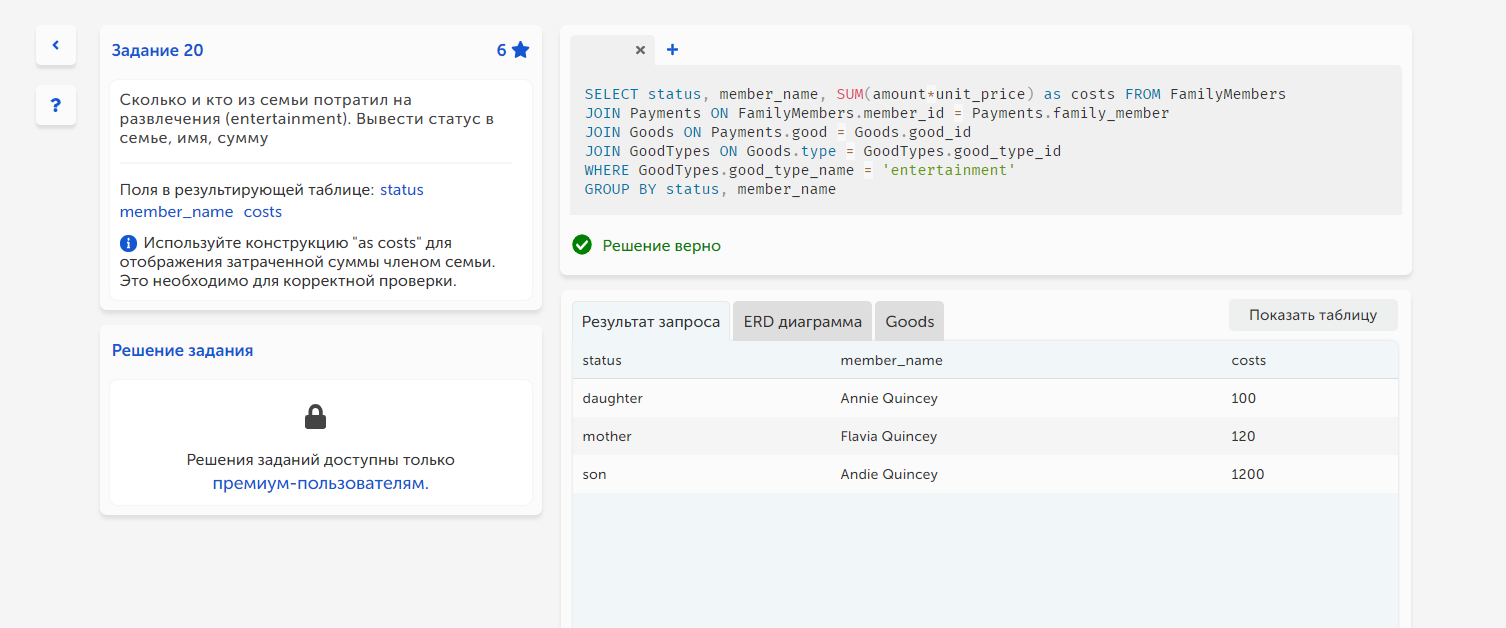 Задание 20
6
?
Сколько и кто из семьи потратил на
развлечения (entertainment). Вывести статус в
семье, имя, сумму
Поля в результирующей таблице: status
member_name costs
Используйте конструкцию "as costs" для
отображения затраченной суммы членом семьи.
Это необходимо для корректной проверки.
Решение задания
Решения заданий доступны только
премиум-пользователям.
SELECT status, member_name, SUM(amount*unit_price) as costs FROM FamilyMembers
JOIN Payments ON FamilyMembers.member_id = Payments.family_member
JOIN Goods ON Payments.good = Goods.good_id
JOIN GoodTypes ON Goods.type = GoodTypes.good_type_id
WHERE GoodTypes.good_type_name = 'entertainment'
GROUP BY status, member_name
Решение верно
Результат запроса
ERD диаграмма
Goods
Показать таблицу
status member_name costs
daughter Annie Quincey 100
mother Flavia Quincey 120
son Andie Quincey 1200